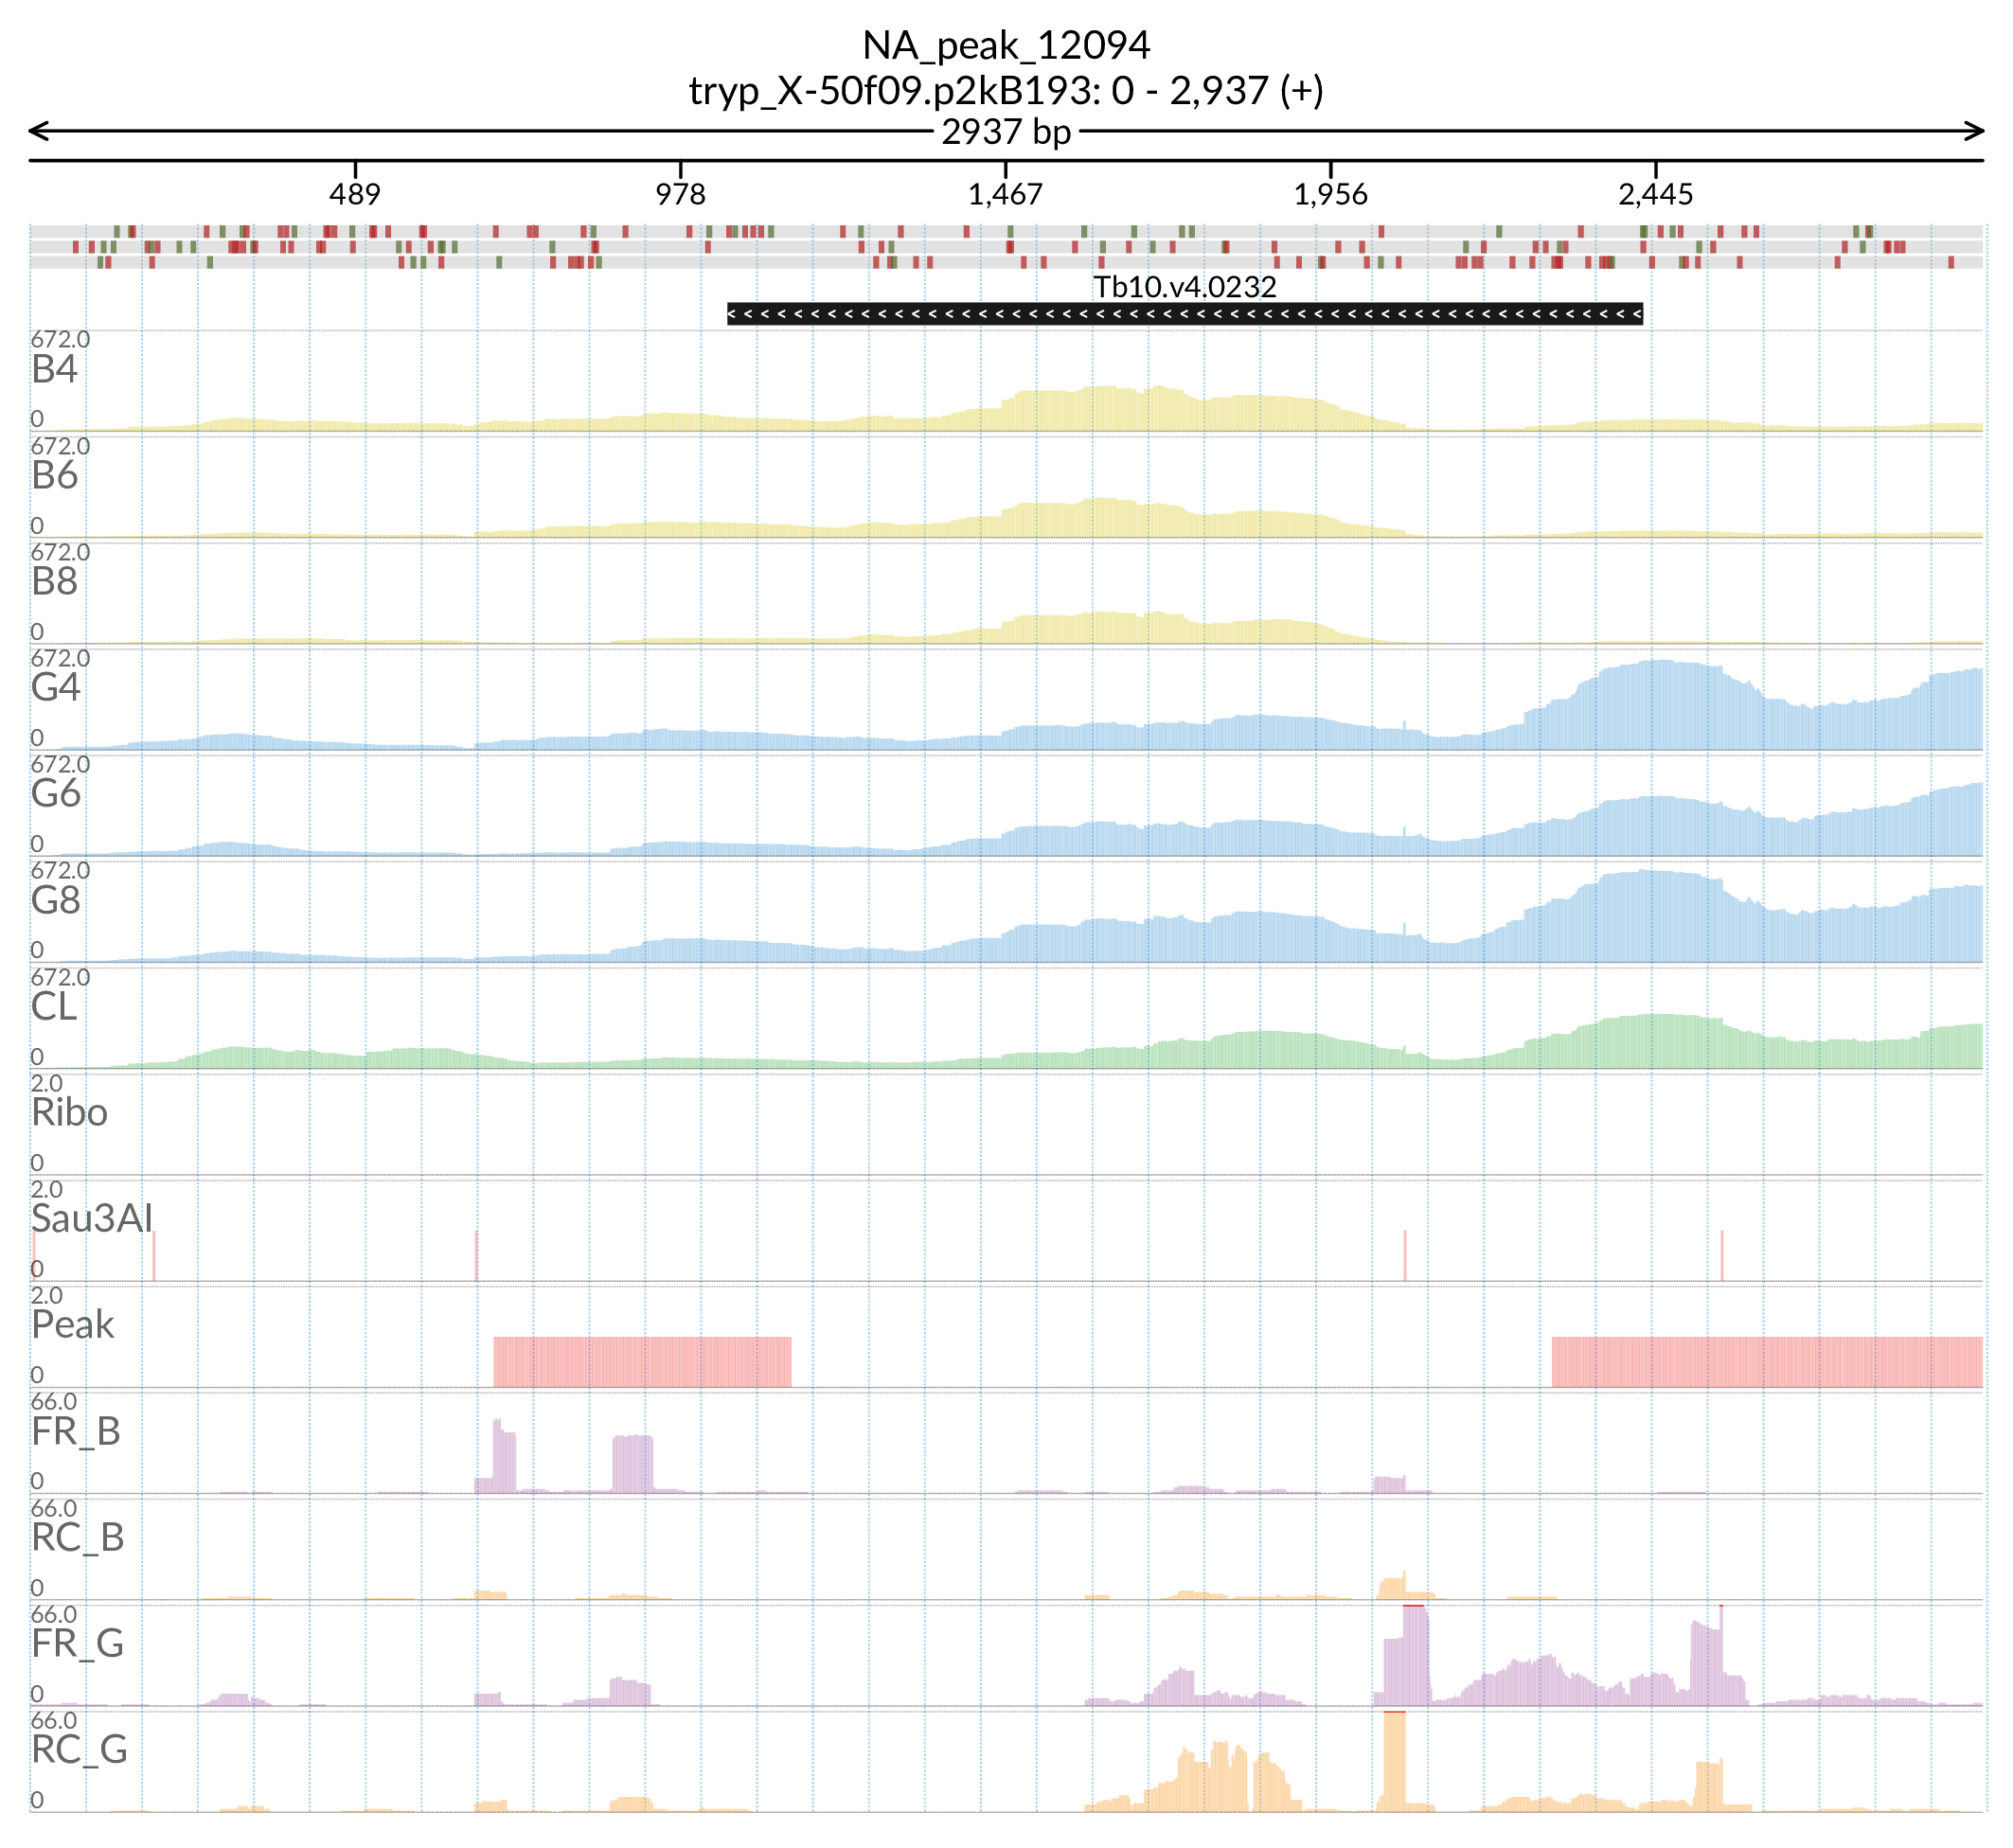 NA_peak_12094
tryp_X-50f09.p2kB193: 0 - 2,937 (+)
2937 bp
489 978 1,467 1,956 2,445
Tb10.v4.0232
672.0
B4
0
672.0
B6
0
672.0
B8
0
672.0
G4
0
672.0
G6
0
672.0
G8
0
672.0
CL
0
2.0
Ribo
0
2.0
Sau3AI
0
2.0
Peak
0
66.0
FR_B
0
66.0
RC_B
0
66.0
FR_G
0
66.0
RC_G
0